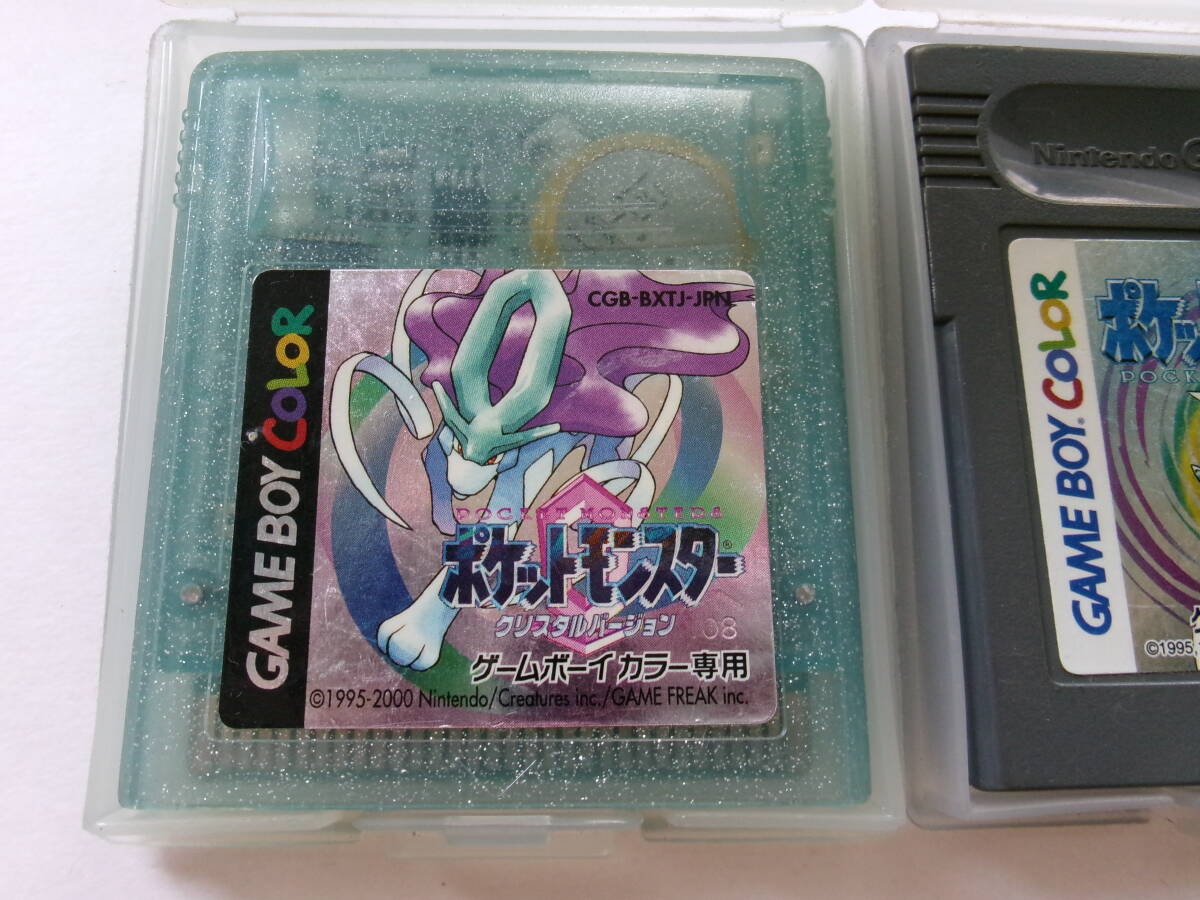 CGB-BXTJ-JPN
GAME BOY COLOR
POCKET MONSTERS
ポケットモンスター®
クリスタルバージョン
08
ゲームボーイカラー専用
©1995-2000 Nintendo/Creatures inc./GAME FREAK inc.
Nintendo
GAME BOY COLOR
ポケッ
POCK
©1995,